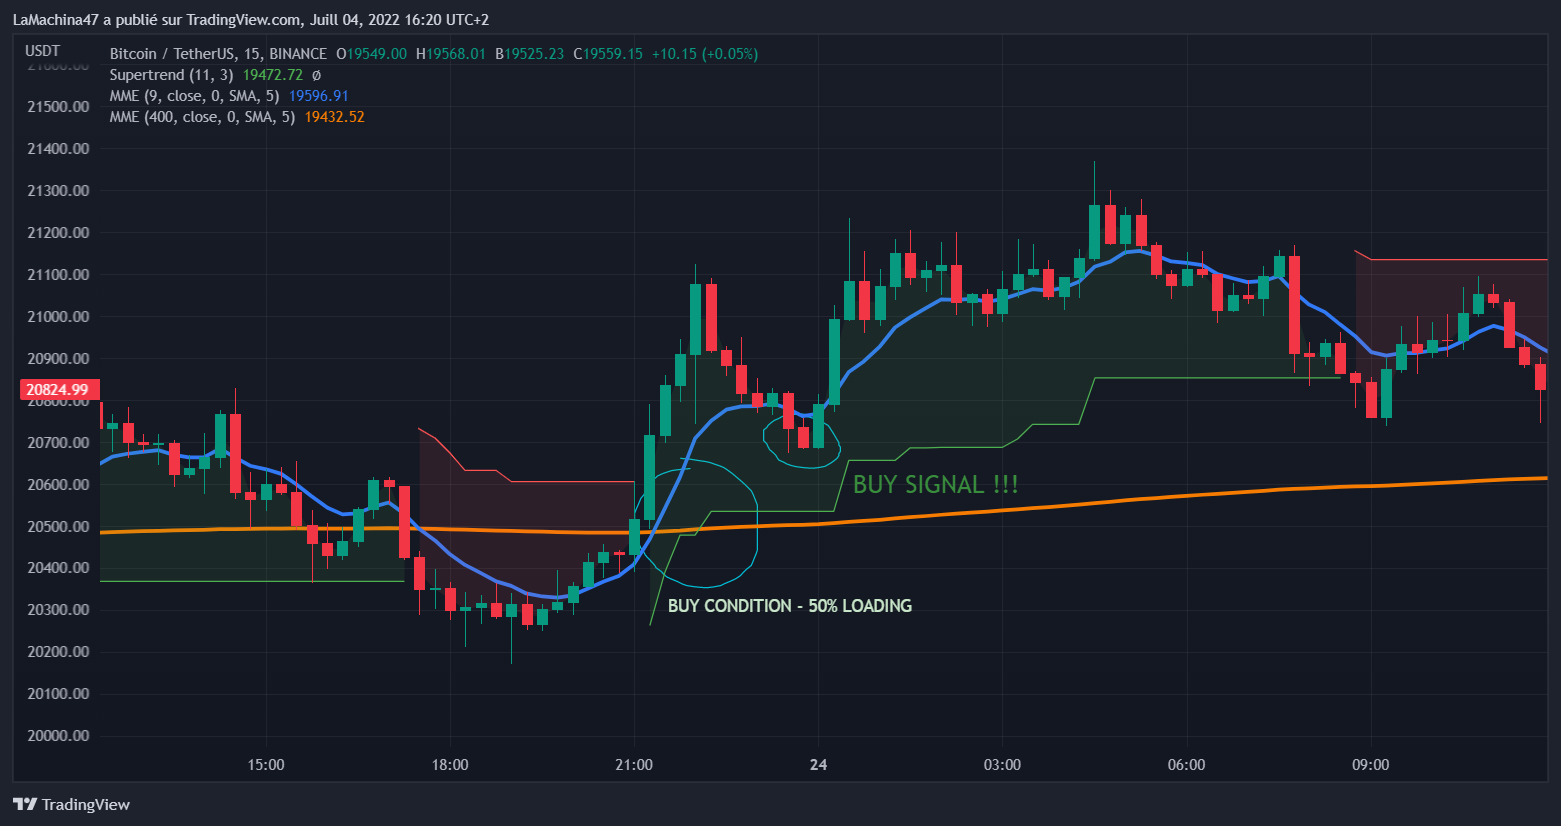 LaMachina47 a publié sur TradingView.com, Juill 04, 2022 16:20 UTC+2
USDT
Bitcoin / TetherUS, 15, BINANCE O19549.00 H19568.01 B19525.23 C19559.15 +10.15 (+0.05%)
21600.00
Supertrend (11, 3) 19472.72 ø
MME (9, close, 0, SMA, 5) 19596.91
MME (400, close, 0, SMA, 5) 19432.52
21500.00
21400.00
21300.00
21200.00
21100.00
21000.00
20900.00
20824.99
20800.00
20700.00
20600.00
BUY SIGNAL !!!
20500.00
20400.00
20300.00
BUY CONDITION - 50% LOADING
20200.00
20100.00
20000.00
15:00 18:00 21:00 24 03:00 06:00 09:00
TradingView